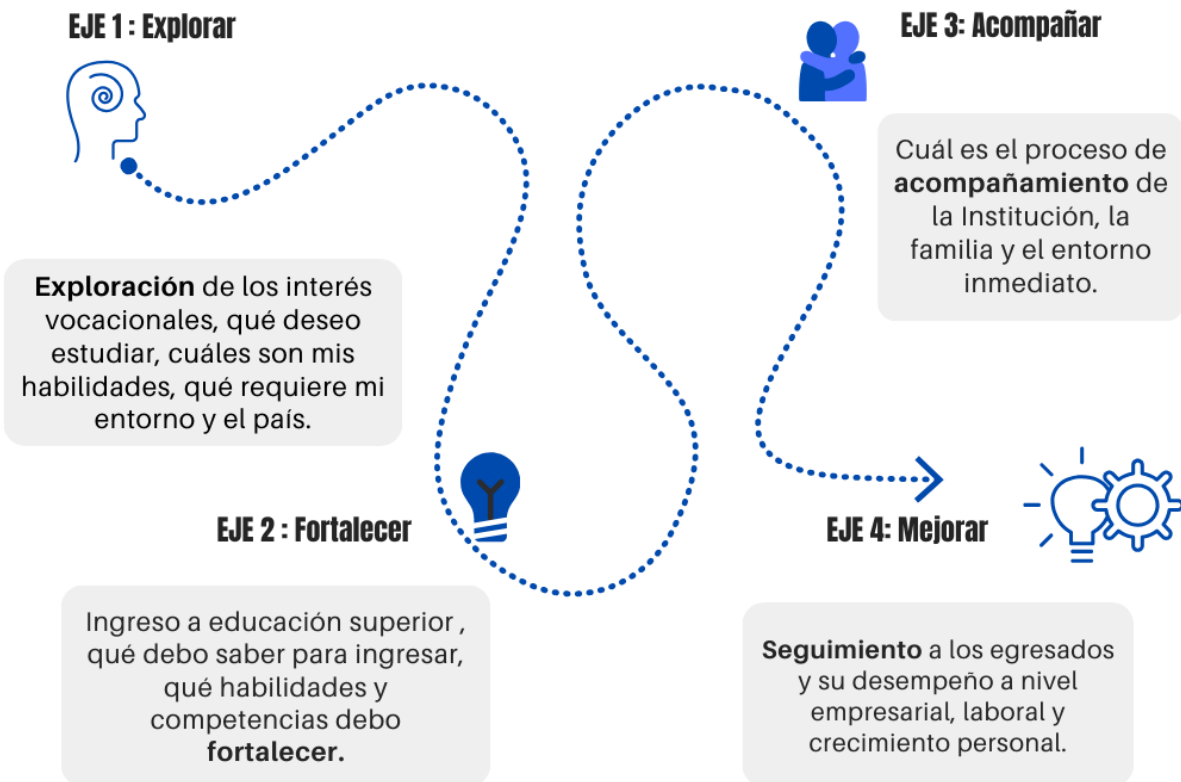 EJE 1 : Explorar
Exploración de los interés
vocacionales, qué deseo
estudiar, cuáles son mis
habilidades, qué requiere mi
entorno y el país.
EJE 2 : Fortalecer
Ingreso a educación superior ,
qué debo saber para ingresar,
qué habilidades y
competencias debo
fortalecer.
EJE 3: Acompañar
Cuál es el proceso de
acompañamiento de
la Institución, la
familia y el entorno
inmediato.
EJE 4: Mejorar
Seguimiento a los egresados
y su desempeño a nivel
empresarial, laboral y
crecimiento personal.